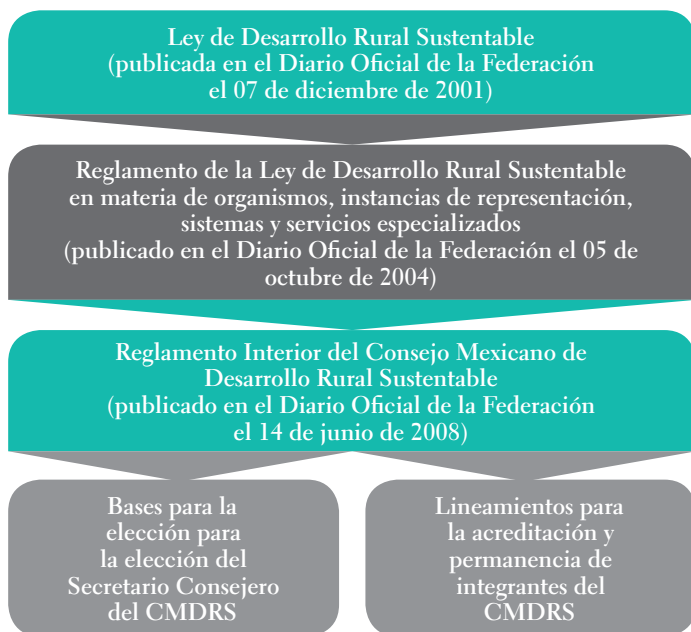 Ley de Desarrollo Rural Sustentable
(publicada en el Diario Oficial de la Federación
el 07 de diciembre de 2001)
Reglamento de la Ley de Desarrollo Rural Sustentable
en materia de organismos, instancias de representación,
sistemas y servicios especializados
(publicado en el Diario Oficial de la Federación el 05 de
octubre de 2004)
Reglamento Interior del Consejo Mexicano de
Desarrollo Rural Sustentable
(publicado en el Diario Oficial de la Federación
el 14 de junio de 2008)
Bases para la
elección para
la elección del
Secretario Consejero
del CMDRS
Lineamientos para
la acreditación y
permanencia de
integrantes del
CMDRS